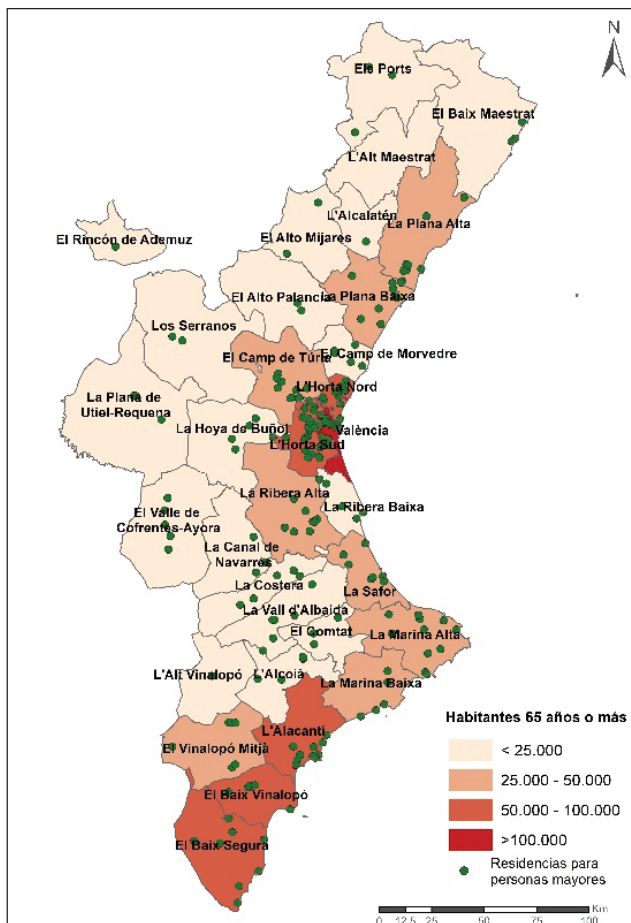 N
Els Ports
El Baix Maestrat
L'Alt Maestrat
L'Alcalatén
La Plana Alta
El Rincón de Ademuz
El Alto Mijares
El Alto Palancia
La Plana Baixa
Los Serranos
El Camp de Túria
El Camp de Morvedre
La Plana de
Utiel-Requena
L'Horta Nord
La Hoya de Buñol
València
L'Horta Sud
La Ribera Alta
La Ribera Baixa
El Valle de
Cofrentes-Ayora
La Canal de
Navarrés
La Costera
La Safor
La Vall d'Albaida
El Comtat
La Marina Alta
L'Alt Vinalopó
L'Alcoià
La Marina Baixa
L'Alacantí
El Vinalopó Mitjà
El Baix Vinalopó
El Baix Segura
Habitantes 65 años o más
< 25.000
25.000 - 50.000
50.000 - 100.000
>100.000
Residencias para
personas mayores
Km
0 12,5 25 50 75 100